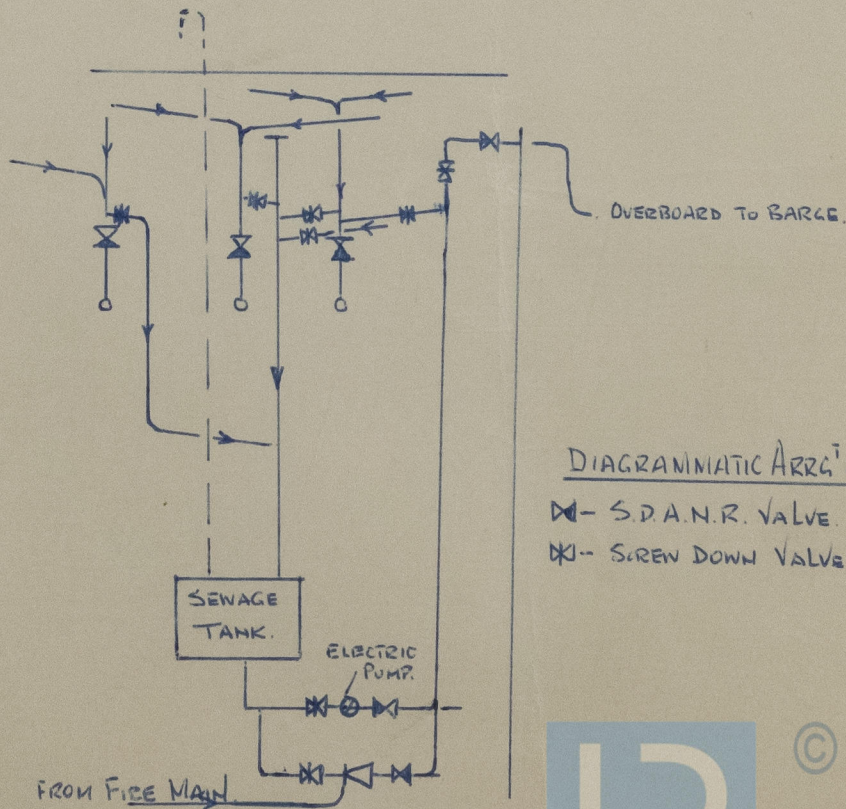 OVERBOARD TO BARGE.
DIAGRAMMATIC ARRGT
S.D.A.N.R. VALVE.
SCREW DOWN VALVE
SEWAGE
TANK.
ELECTRIC
PUMP.
FROM FIRE MAIN
©